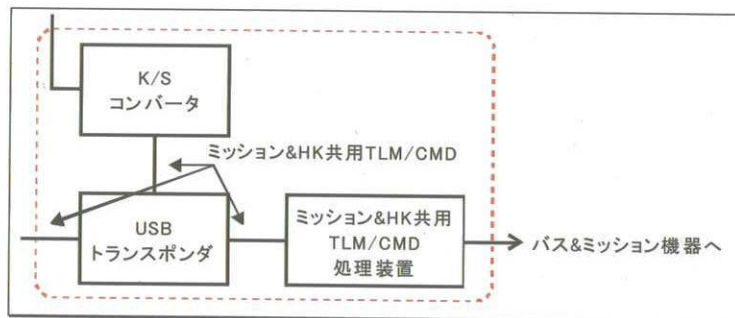 K/S
コンバータ
ミッション&HK共用TLM/CMD
USB
トランスポンダ
ミッション&HK共用
TLM/CMD
処理装置
バス&ミッション機器へ